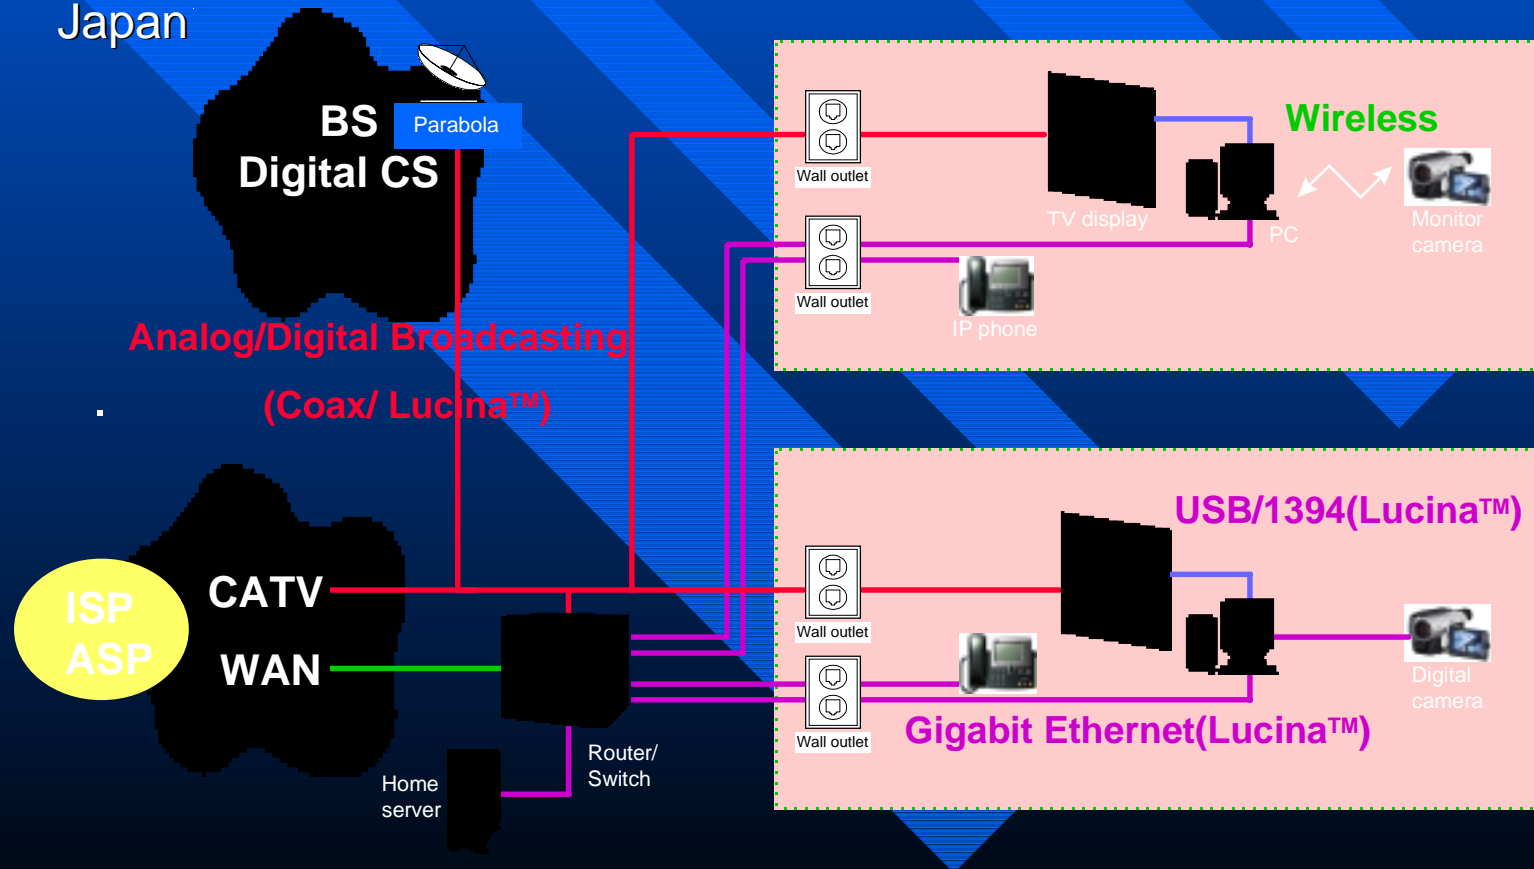 Japan
BS
Parabola
Digital CS
Analog/Digital Broadcasting
(Coax/ Lucina™)
ISP
ASP
CATV
WAN
Home
server
Router/
Switch
Wall outlet
TV display
Wireless
PC
Monitor
camera
Wall outlet
IP phone
USB/1394(Lucina™)
Wall outlet
Digital
camera
Wall outlet
Gigabit Ethernet(Lucina™)